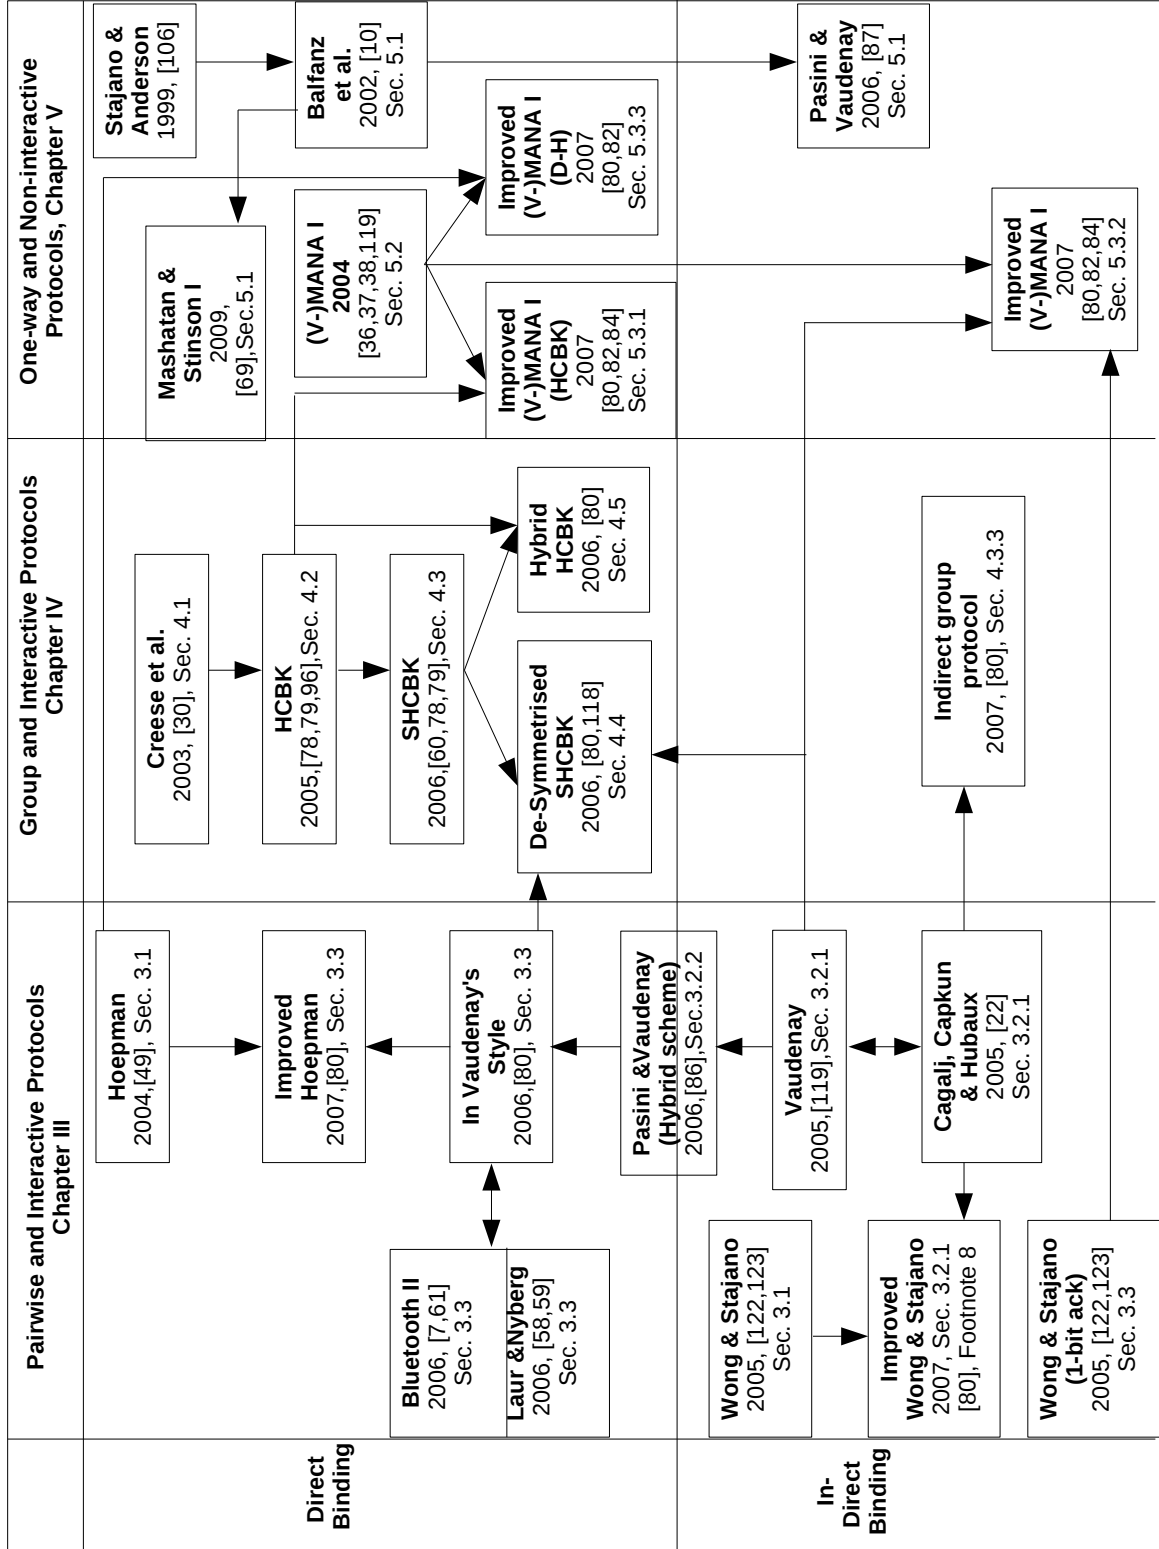 Pairwise and Interactive Protocols
Chapter III
Group and Interactive Protocols
Chapter IV
One-way and Non-interactive
Protocols, Chapter V
Direct
Binding
Hoepman
2004,[49], Sec. 3.1
Improved
Hoepman
2007,[80], Sec. 3.3
Bluetooth II
2006, [7,61]
Sec. 3.3
Laur &Nyberg
2006, [58,59]
Sec. 3.3
In Vaudenay's
Style
2006,[80], Sec. 3.3
Pasini &Vaudenay
(Hybrid scheme)
2006,[86],Sec.3.2.2
Creese et al.
2003, [30], Sec. 4.1
HCBK
2005,[78,79,96],Sec. 4.2
SHCBK
2006,[60,78,79],Sec. 4.3
De-Symmetrised
SHCBK
2006, [80,118]
Sec. 4.4
Hybrid
HCBK
2006, [80]
Sec. 4.5
Stajano &
Anderson
1999, [106]
Mashatan &
Stinson I
2009,
[69],Sec.5.1
Balfanz
et al.
2002, [10]
Sec. 5.1
(V-)MANA I
2004
[36,37,38,119]
Sec. 5.2
Improved
(V-)MANA I
(HCBK)
2007
[80,82,84]
Sec. 5.3.1
Improved
(V-)MANA I
(D-H)
2007
[80,82]
Sec. 5.3.3
In-
Direct
Binding
Wong & Stajano
2005, [122,123]
Sec. 3.1
Improved
Wong & Stajano
2007, Sec. 3.2.1
[80], Footnote 8
Wong & Stajano
(1-bit ack)
2005, [122,123]
Sec. 3.3
Vaudenay
2005,[119],Sec. 3.2.1
Cagalj, Capkun
& Hubaux
2005, [22]
Sec. 3.2.1
Indirect group
protocol
2007, [80], Sec. 4.3.3
Pasini &
Vaudenay
2006, [87]
Sec. 5.1
Improved
(V-)MANA I
2007
[80,82,84]
Sec. 5.3.2